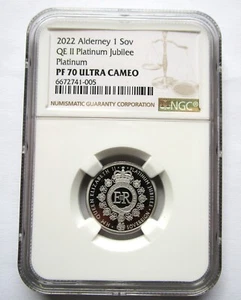 2022 Alderney 1 Sov
QE II Platinum Jubilee
Platinum
PF 70 ULTRA CAMEO
6672741-005
NUMISMATIC GUARANTY CORPORATION
NGC
EIIR